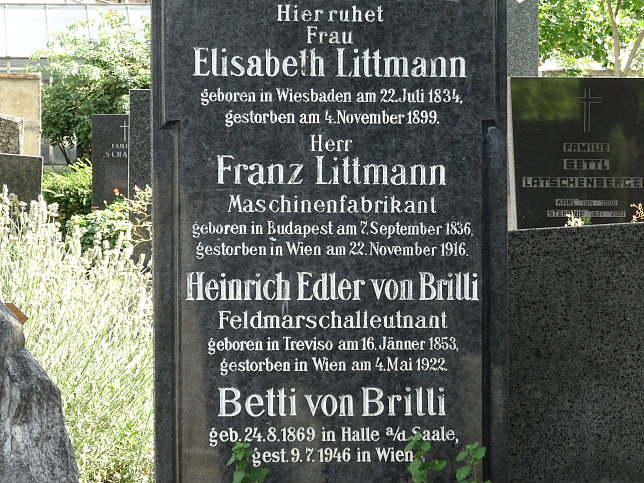 Hier ruhet
Frau
Elisabeth Littmann
geboren in Wiesbaden am 22. Juli 1834,
gestorben am 4. November 1899.
Herr
Franz Littmann
Maschinenfabrikant
geboren in Budapest am 7. September 1836,
gestorben in Wien am 22. November 1916.
Heinrich Edler von Brilli
Feldmarschalleutnant
geboren in Treviso am 16. Jänner 1853,
gestorben in Wien am 4. Mai 1922.
Betti von Brilli
geb. 24.8.1869 in Halle a/d Saale,
gest. 9.7.1946 in Wien.
FAMILIE
SETTL
LATSCHENBERGER
KARL